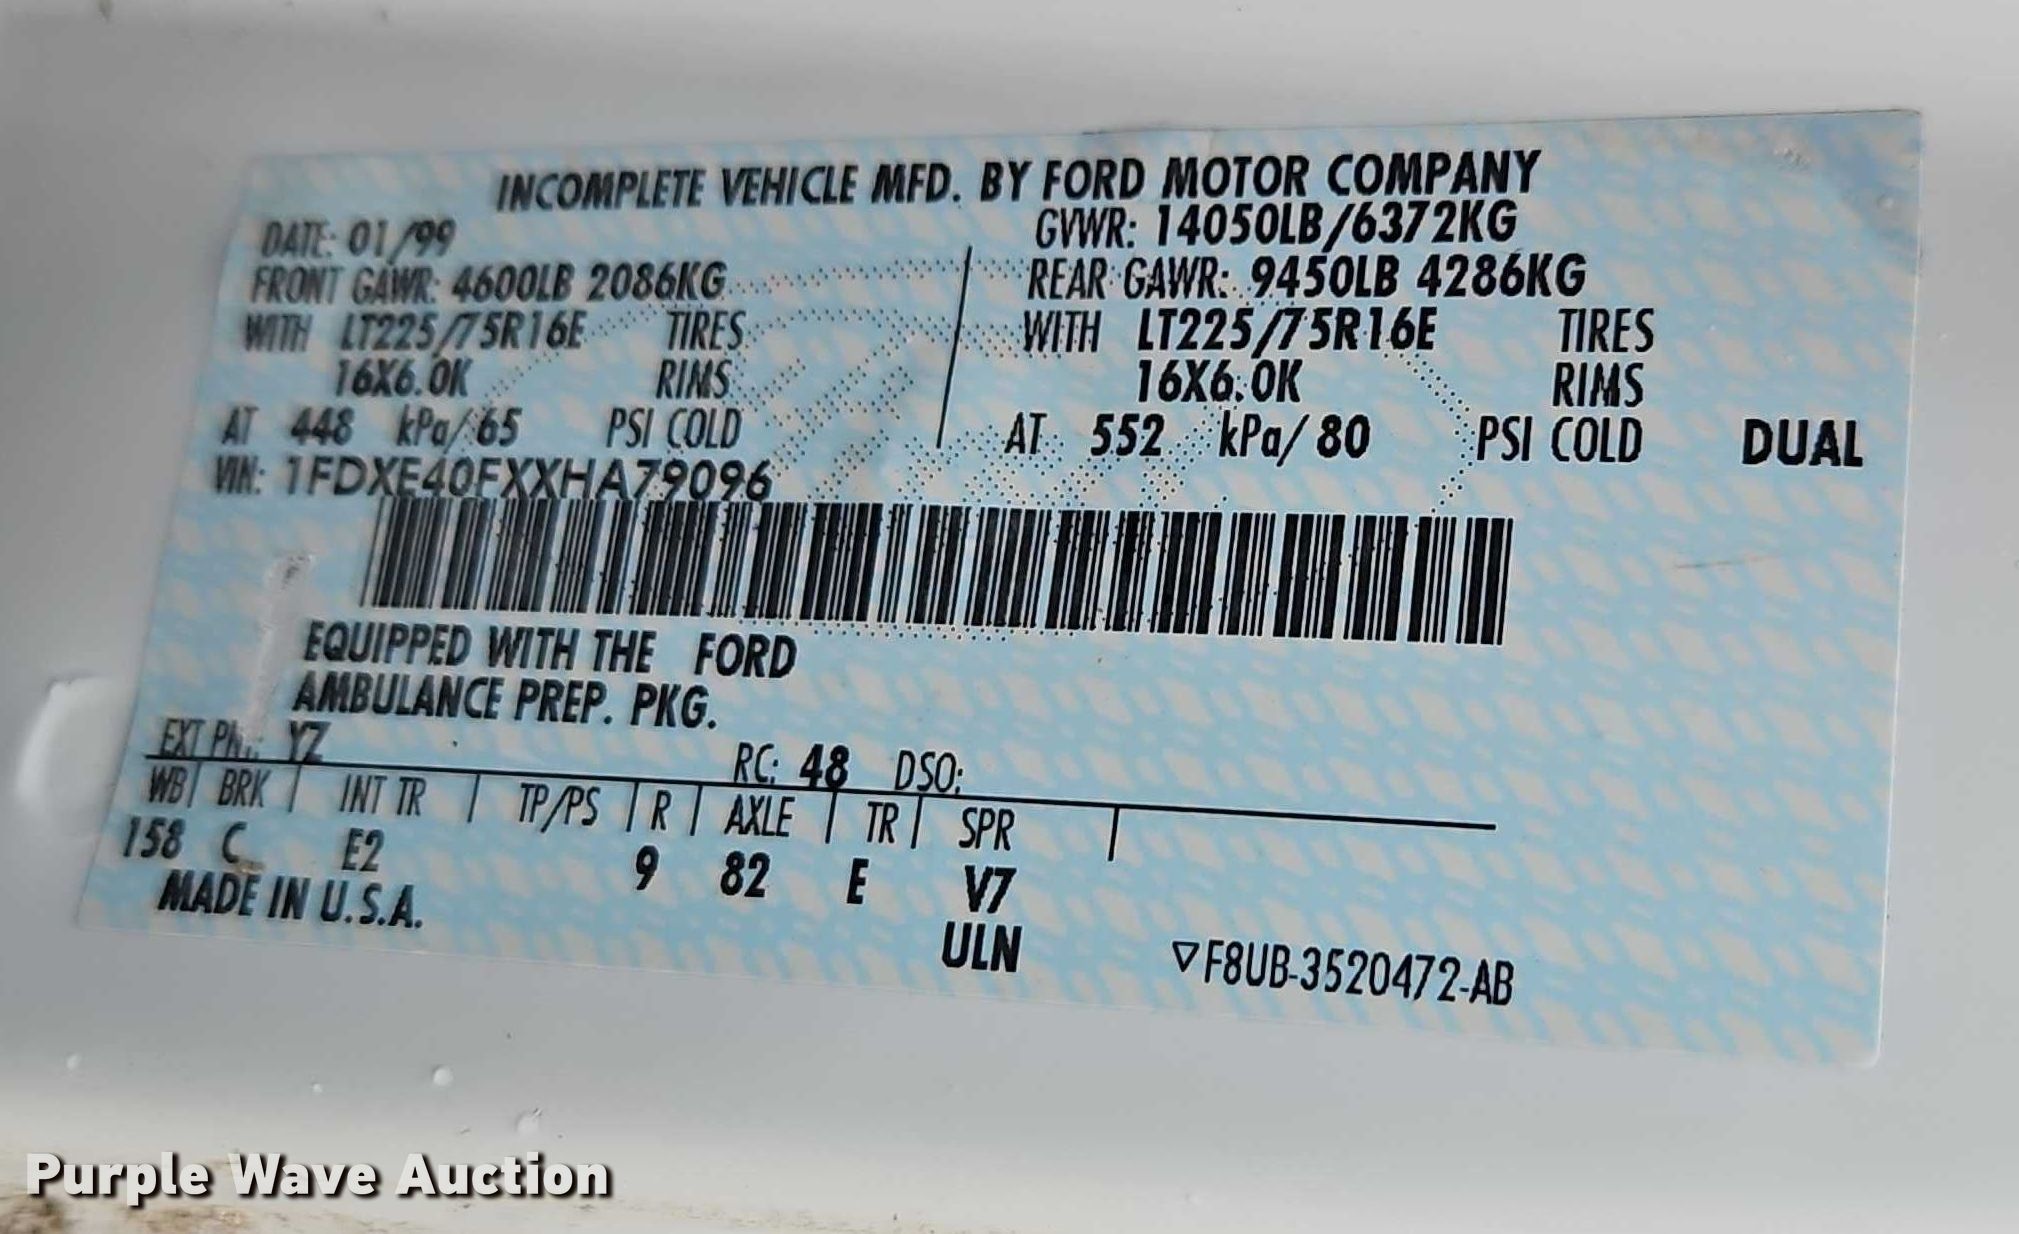 INCOMPLETE VEHICLE MFD. BY FORD MOTOR COMPANY
DATE: 01/99 GVWR: 14050LB/6372KG
FRONT GAWR: 4600LB 2086KG REAR GAWR: 9450LB 4286KG
WITH LT225/75R16E TIRES WITH LT225/75R16E TIRES
16X6.0K RIMS 16X6.0K RIMS
AT 448 kPa/ 65 PSI COLD AT 552 kPa/ 80 PSI COLD DUAL
VIN: 1FDXE40FXXHA79096
EQUIPPED WITH THE FORD
AMBULANCE PREP. PKG.
EXT PNT: YZ RC: 48 DSO:
WB BRK INT TR TP/PS R AXLE TR SPR
158 C E2 9 82 E V7
MADE IN U.S.A. ULN
▽F8UB-3520472-AB
Purple Wave Auction